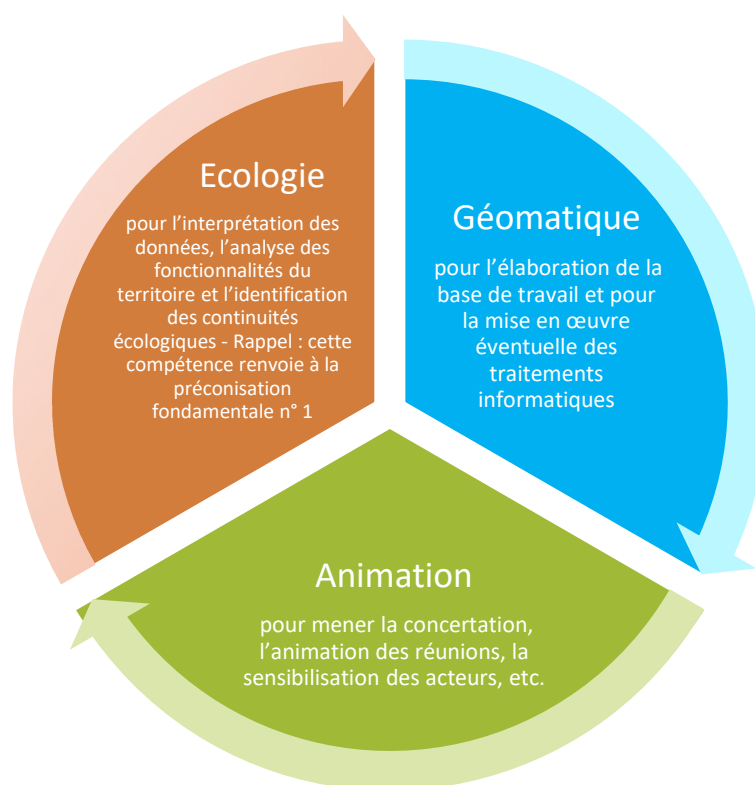 Ecologie
pour l’interprétation des
données, l’analyse des
fonctionnalités du
territoire et l’identification
des continuités
écologiques - Rappel : cette
compétence renvoie à la
préconisation
fondamentale n° 1
Géomatique
pour l’élaboration de la
base de travail et pour
la mise en œuvre
éventuelle des
traitements
informatiques
Animation
pour mener la concertation,
l’animation des réunions, la
sensibilisation des acteurs, etc.